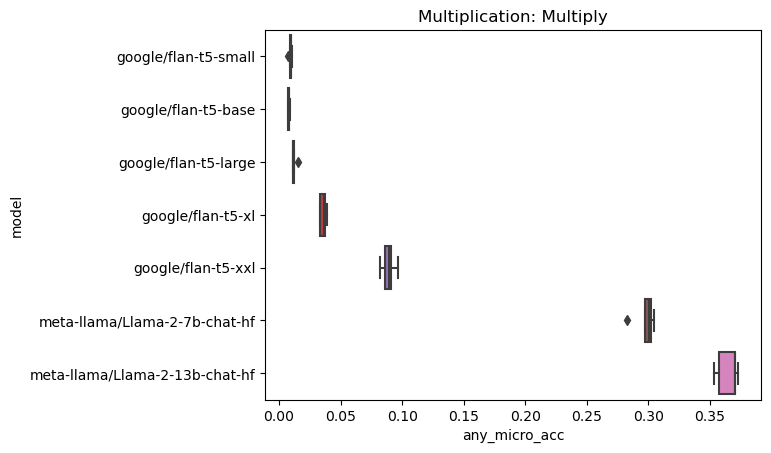 Multiplication: Multiply
model
google/flan-t5-small
google/flan-t5-base
google/flan-t5-large
google/flan-t5-xl
google/flan-t5-xxl
meta-llama/Llama-2-7b-chat-hf
meta-llama/Llama-2-13b-chat-hf
0.00 0.05 0.10 0.15 0.20 0.25 0.30 0.35
any_micro_acc